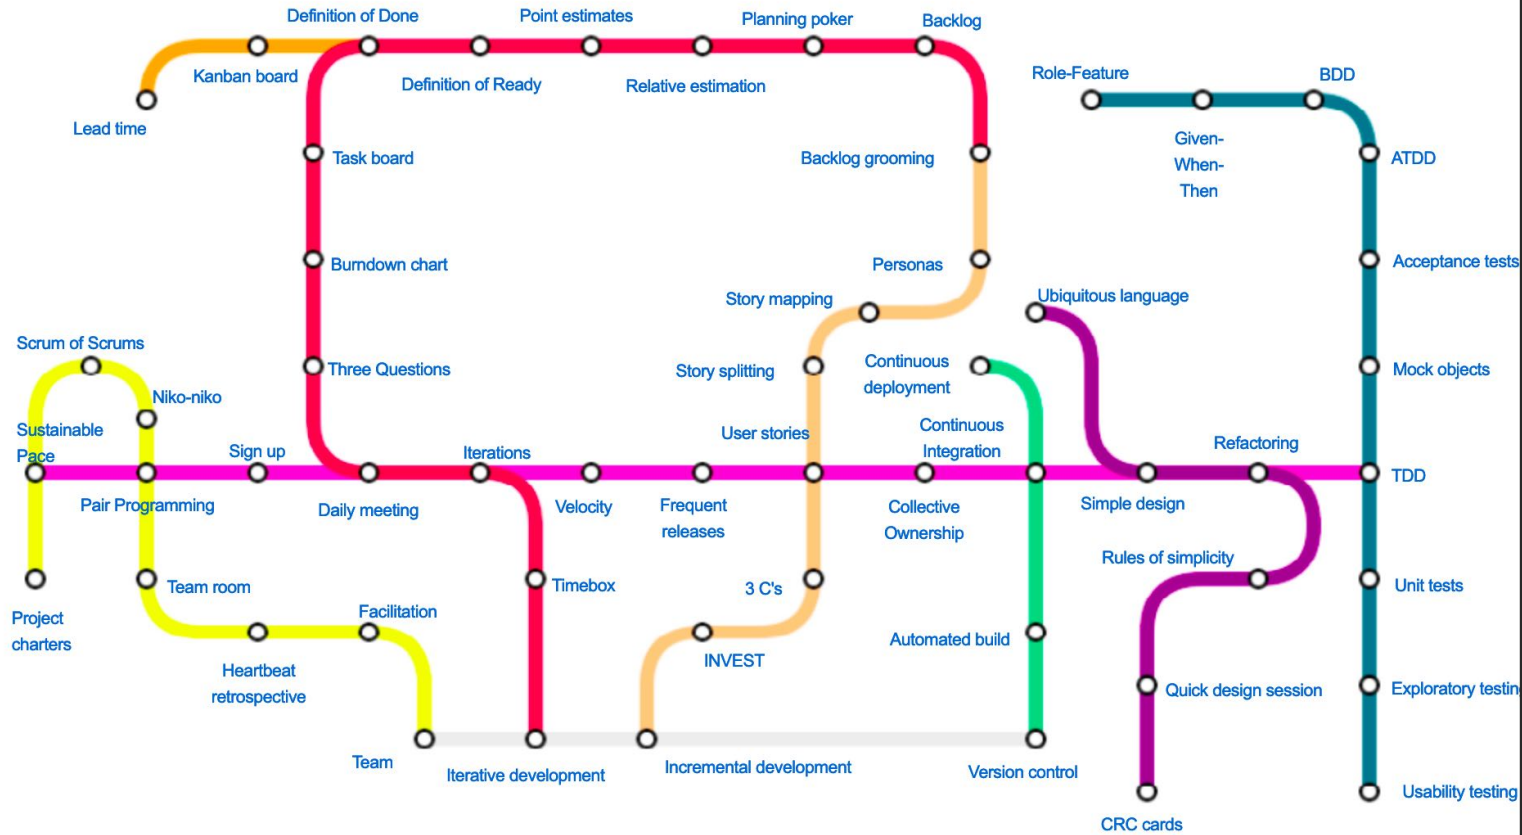 Definition of Done
Point estimates
Planning poker
Backlog
Kanban board
Definition of Ready
Relative estimation
Role-Feature
BDD
Lead time
Given-
When-
Then
Task board
Backlog grooming
ATDD
Burndown chart
Personas
Acceptance tests
Story mapping
Ubiquitous language
Scrum of Scrums
Three Questions
Story splitting
Continuous
deployment
Mock objects
Niko-niko
Sustainable
Pace
Sign up
Iterations
User stories
Continuous
Integration
Refactoring
TDD
Pair Programming
Daily meeting
Velocity
Frequent
releases
Collective
Ownership
Simple design
Rules of simplicity
Team room
Timebox
3 C's
Unit tests
Project
charters
Facilitation
Automated build
Heartbeat
retrospective
INVEST
Quick design session
Exploratory testin
Team
Iterative development
Incremental development
Version control
Usability testing
CRC cards